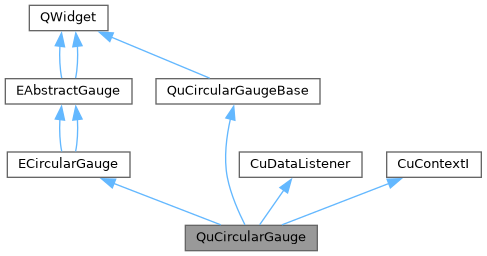 QWidget
EAbstractGauge
QuCircularGaugeBase
ECircularGauge
CuDataListener
CuContextI
QuCircularGauge